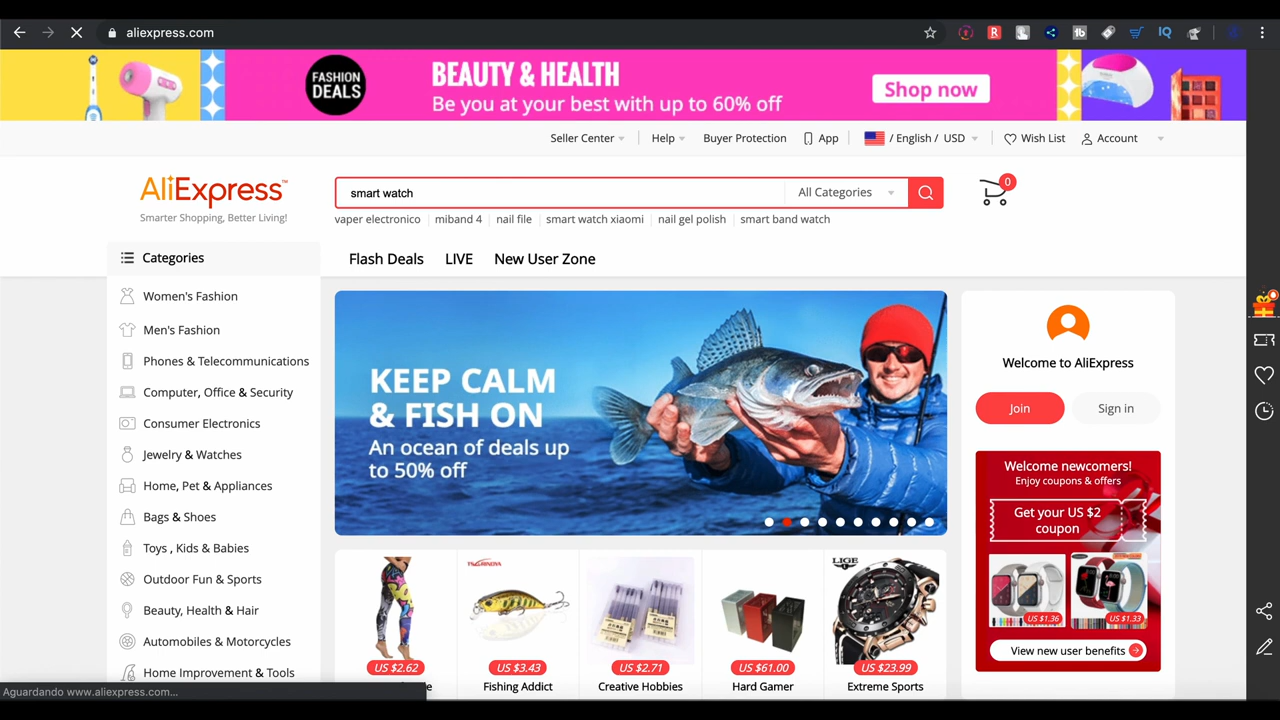 aliexpress.com
FASHION
DEALS
BEAUTY & HEALTH
Be you at your best with up to 60% off
Shop now
Seller Center
Help
Buyer Protection
App
/ English / USD
Wish List
Account
AliExpress™
Smarter Shopping, Better Living!
smart watch
All Categories
0
vaper electronico
miband 4
nail file
smart watch xiaomi
nail gel polish
smart band watch
Categories
Flash Deals
LIVE
New User Zone
Women's Fashion
Men's Fashion
Phones & Telecommunications
Computer, Office & Security
Consumer Electronics
Jewelry & Watches
Home, Pet & Appliances
Bags & Shoes
Toys , Kids & Babies
Outdoor Fun & Sports
Beauty, Health & Hair
Automobiles & Motorcycles
Home Improvement & Tools
KEEP CALM
& FISH ON
An ocean of deals up
to 50% off
Welcome to AliExpress
Join
Sign in
Welcome newcomers!
Enjoy coupons & offers
Get your US $2
coupon
US $1.36
US $1.33
View new user benefits
LIGE
US $2.62
US $3.43
US $2.71
US $61.00
US $23.99
Fishing Addict
Creative Hobbies
Hard Gamer
Extreme Sports
Aguardando www.aliexpress.com...